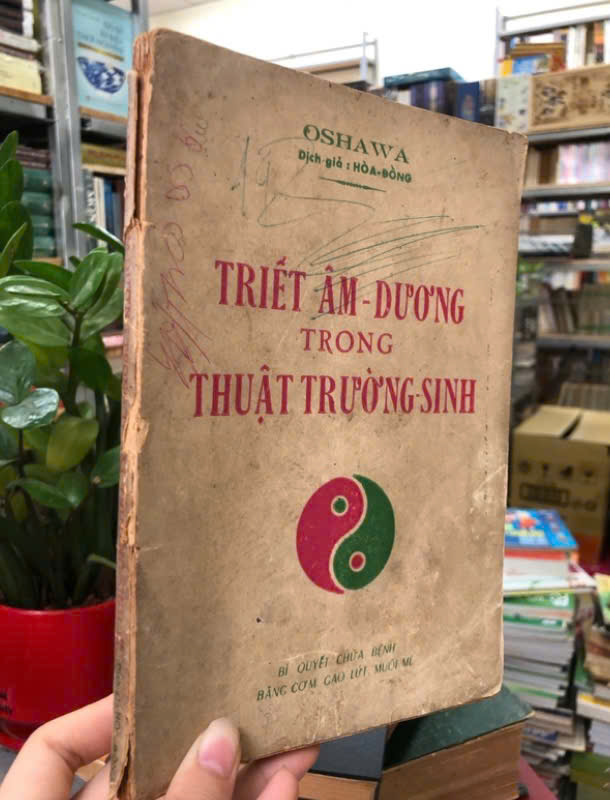 OSHAWA
Dịch giả : HÒA-ĐỒNG
TRIẾT ÂM-DƯƠNG
TRONG
THUẬT TRƯỜNG-SINH
BÍ QUYẾT CHỮA BỆNH
BẰNG CƠM GẠO LỨT MUỐI MÈ